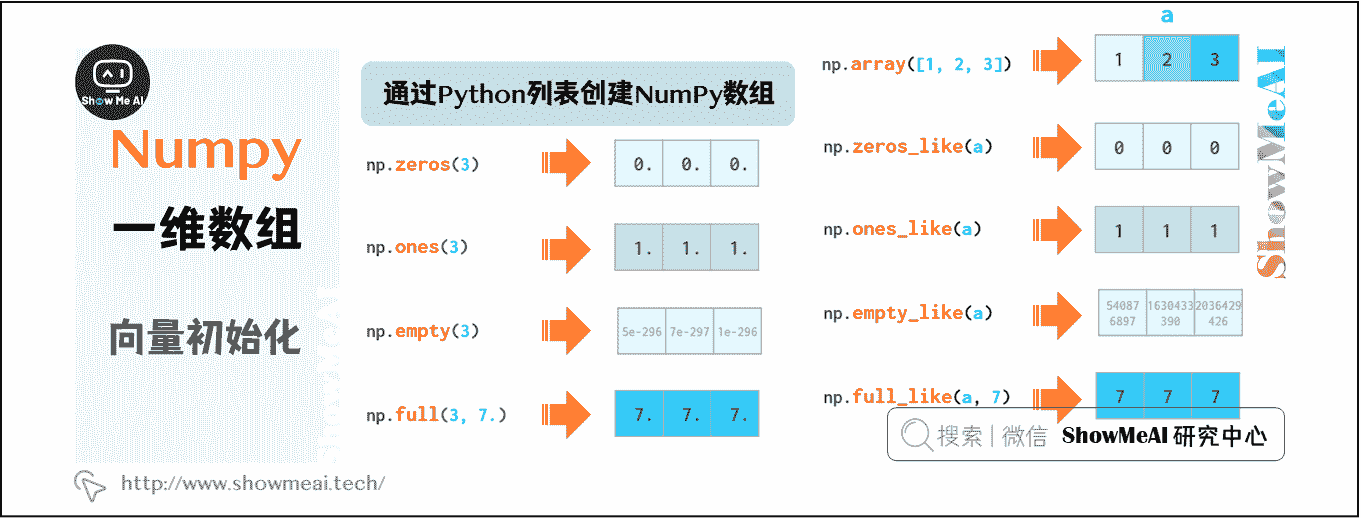 Show Me AI
Numpy
一维数组
向量初始化
http://www.showmeai.tech/
通过Python列表创建NumPy数组
np.zeros(3)
0. 0. 0.
np.ones(3)
1. 1. 1.
np.empty(3)
5e-296 7e-297 1e-296
np.full(3, 7.)
7. 7. 7.
a
np.array([1, 2, 3])
1 2 3
np.zeros_like(a)
0 0 0
np.ones_like(a)
1 1 1
np.empty_like(a)
54087 1630433 2036429
6897 390 426
np.full_like(a, 7)
7 7 7
搜索 | 微信 ShowMeAI 研究中心
ShowMeAI